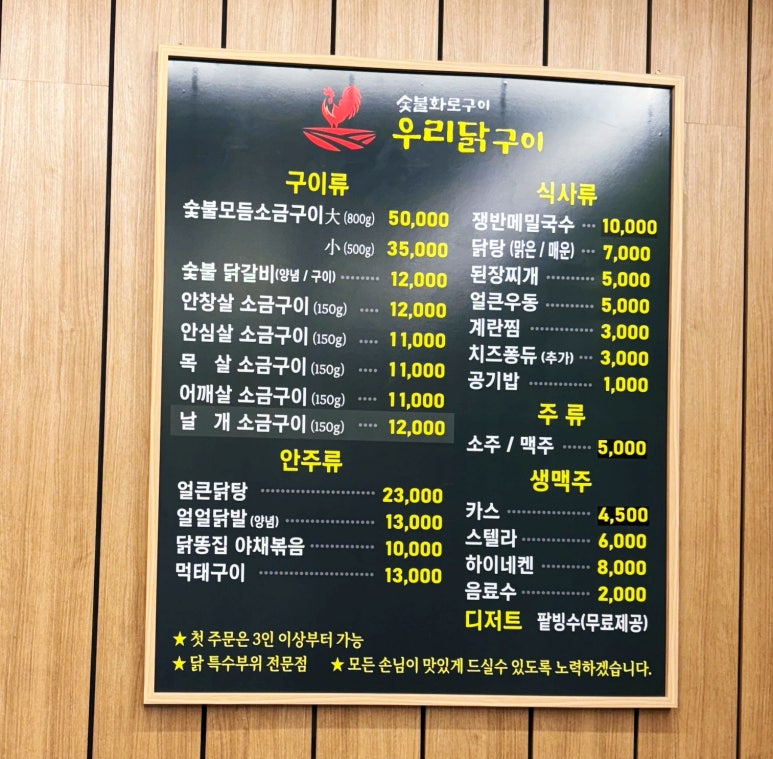 숯불화로구이
우리닭구이
구이류
숯불모듬소금구이大 (800g) 50,000
小 (500g) 35,000
숯불 닭갈비(양념 / 구이) ········ 12,000
안창살 소금구이 (150g) ···· 12,000
안심살 소금구이 (150g) ···· 11,000
목 살 소금구이 (150g) ···· 11,000
어깨살 소금구이 (150g) ···· 11,000
날 개 소금구이 (150g) ···· 12,000
안주류
얼큰닭탕 ················ 23,000
얼얼닭발 (양념) ············ 13,000
닭똥집 야채볶음 ·········· 10,000
먹태구이 ················ 13,000
식사류
쟁반메밀국수 ··· 10,000
닭탕 (맑은 / 매운) ··· 7,000
된장찌개 ·········· 5,000
얼큰우동 ·········· 5,000
계란찜 ············ 3,000
치즈퐁듀 (추가) ··· 3,000
공기밥 ············ 1,000
주 류
소주 / 맥주 ······ 5,000
생맥주
카스 ·············· 4,500
스텔라 ············ 6,000
하이네켄 ·········· 8,000
음료수 ············ 2,000
디저트 팥빙수(무료제공)
★ 첫 주문은 3인 이상부터 가능
★ 닭 특수부위 전문점 ★ 모든 손님이 맛있게 드실수 있도록 노력하겠습니다.